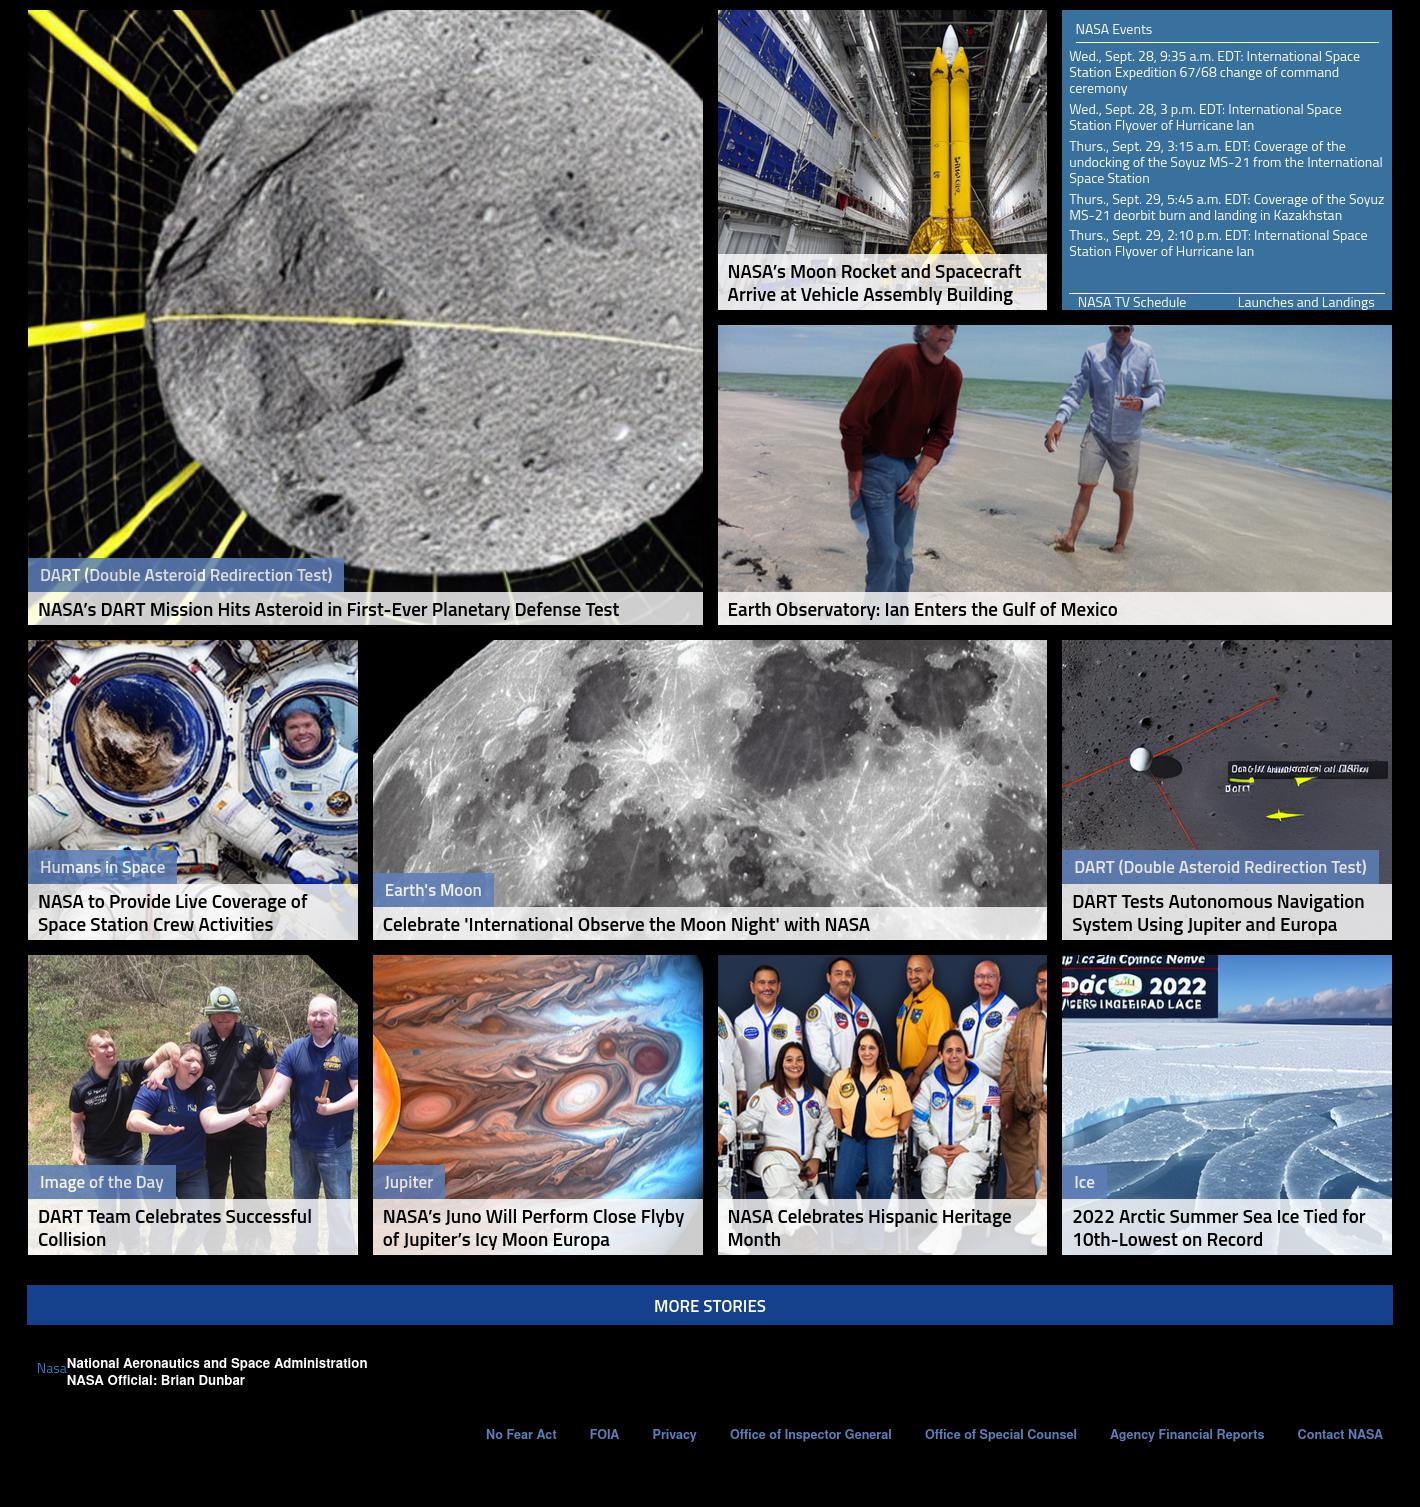 NASA Events
Wed., Sept. 28, 9:35 a.m. EDT: International Space
Station Expedition 67/68 change of command
ceremony
Wed., Sept. 28, 3 p.m. EDT: International Space
Station Flyover of Hurricane Ian
Thurs., Sept. 29, 3:15 a.m. EDT: Coverage of the
undocking of the Soyuz MS-21 from the International
Space Station
Thurs., Sept. 29, 5:45 a.m. EDT: Coverage of the Soyuz
MS-21 deorbit burn and landing in Kazakhstan
Thurs., Sept. 29, 2:10 p.m. EDT: International Space
Station Flyover of Hurricane Ian
NASA TV Schedule
Launches and Landings
NASA’s Moon Rocket and Spacecraft
Arrive at Vehicle Assembly Building
DART (Double Asteroid Redirection Test)
NASA’s DART Mission Hits Asteroid in First-Ever Planetary Defense Test
Earth Observatory: Ian Enters the Gulf of Mexico
Humans in Space
NASA to Provide Live Coverage of
Space Station Crew Activities
Earth's Moon
Celebrate 'International Observe the Moon Night' with NASA
DART (Double Asteroid Redirection Test)
DART Tests Autonomous Navigation
System Using Jupiter and Europa
Image of the Day
DART Team Celebrates Successful
Collision
Jupiter
NASA’s Juno Will Perform Close Flyby
of Jupiter’s Icy Moon Europa
NASA Celebrates Hispanic Heritage
Month
2022
Ice
2022 Arctic Summer Sea Ice Tied for
10th-Lowest on Record
MORE STORIES
Nasa
National Aeronautics and Space Administration
NASA Official: Brian Dunbar
No Fear Act
FOIA
Privacy
Office of Inspector General
Office of Special Counsel
Agency Financial Reports
Contact NASA